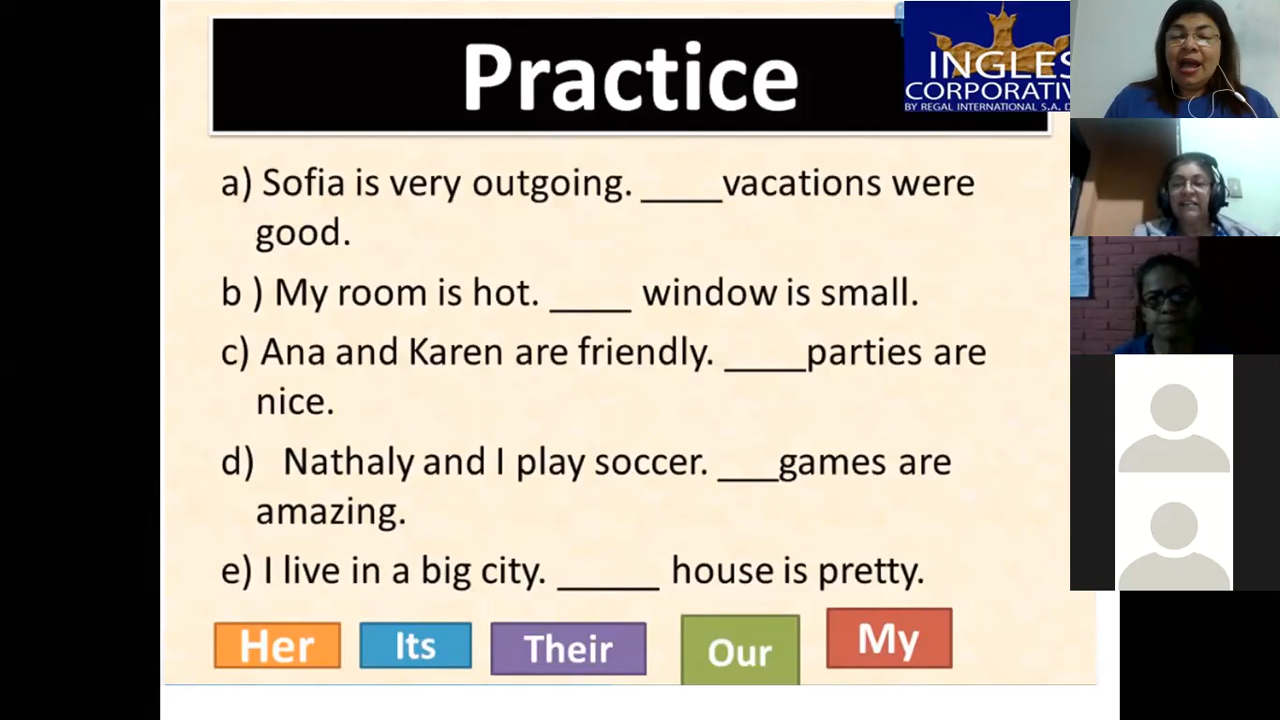 Practice
INGLES
CORPORATIV
BY REGAL INTERNATIONAL S.A. D
a) Sofia is very outgoing. ____vacations were
good.
b ) My room is hot. ____ window is small.
c) Ana and Karen are friendly. ____parties are
nice.
d) Nathaly and I play soccer. ___games are
amazing.
e) I live in a big city. _____ house is pretty.
Her Its Their Our My